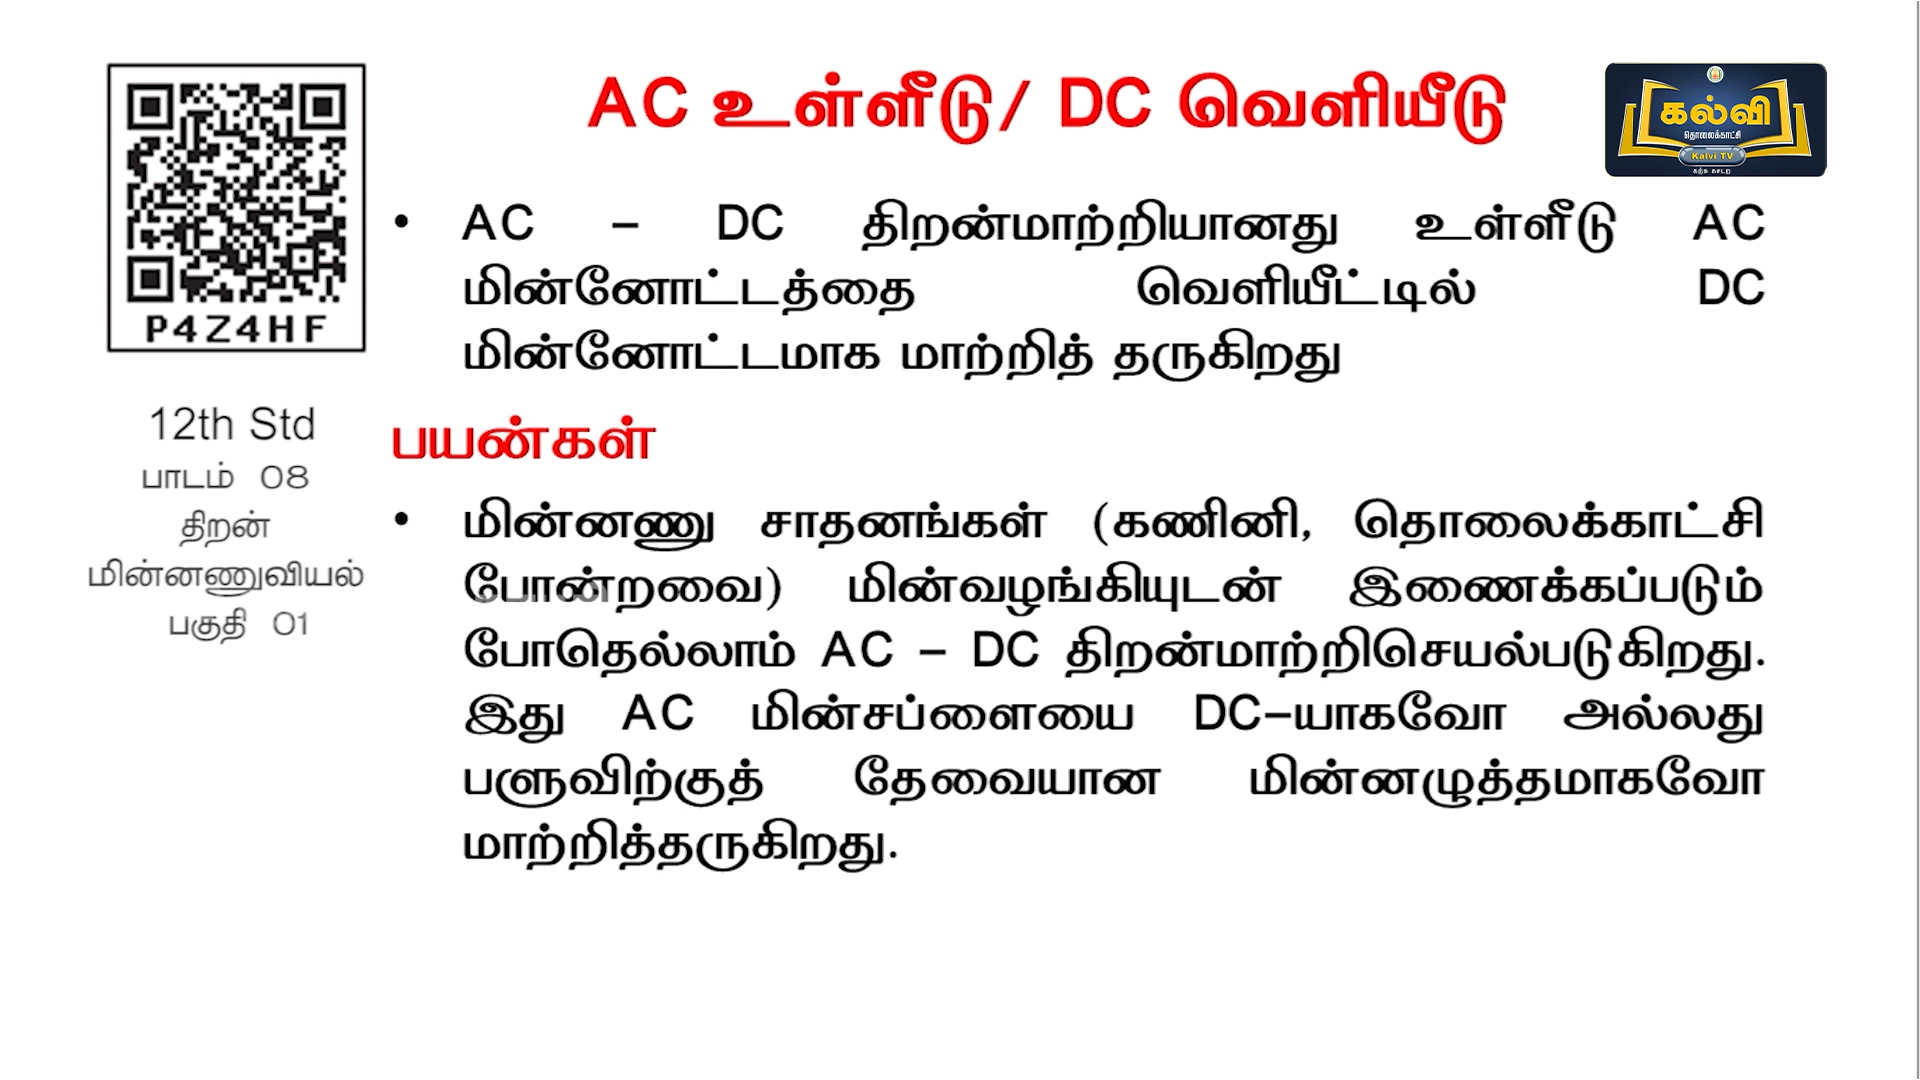 AC உள்ளீடு/ DC வெளியீடு
கல்வி
தொலைக்காட்சி
Kalvi TV
கற்க கசடற
P4Z4HF
12th Std
பாடம் 08
திறன்
மின்னணுவியல்
பகுதி 01
• AC – DC திறன்மாற்றியானது உள்ளீடு AC
மின்னோட்டத்தை வெளியீட்டில் DC
மின்னோட்டமாக மாற்றித் தருகிறது
பயன்கள்
• மின்னணு சாதனங்கள் (கணினி, தொலைக்காட்சி
போன்றவை) மின்வழங்கியுடன் இணைக்கப்படும்
போதெல்லாம் AC – DC திறன்மாற்றிசெயல்படுகிறது.
இது AC மின்சப்ளையை DC–யாகவோ அல்லது
பளுவிற்குத் தேவையான மின்னழுத்தமாகவோ
மாற்றித்தருகிறது.